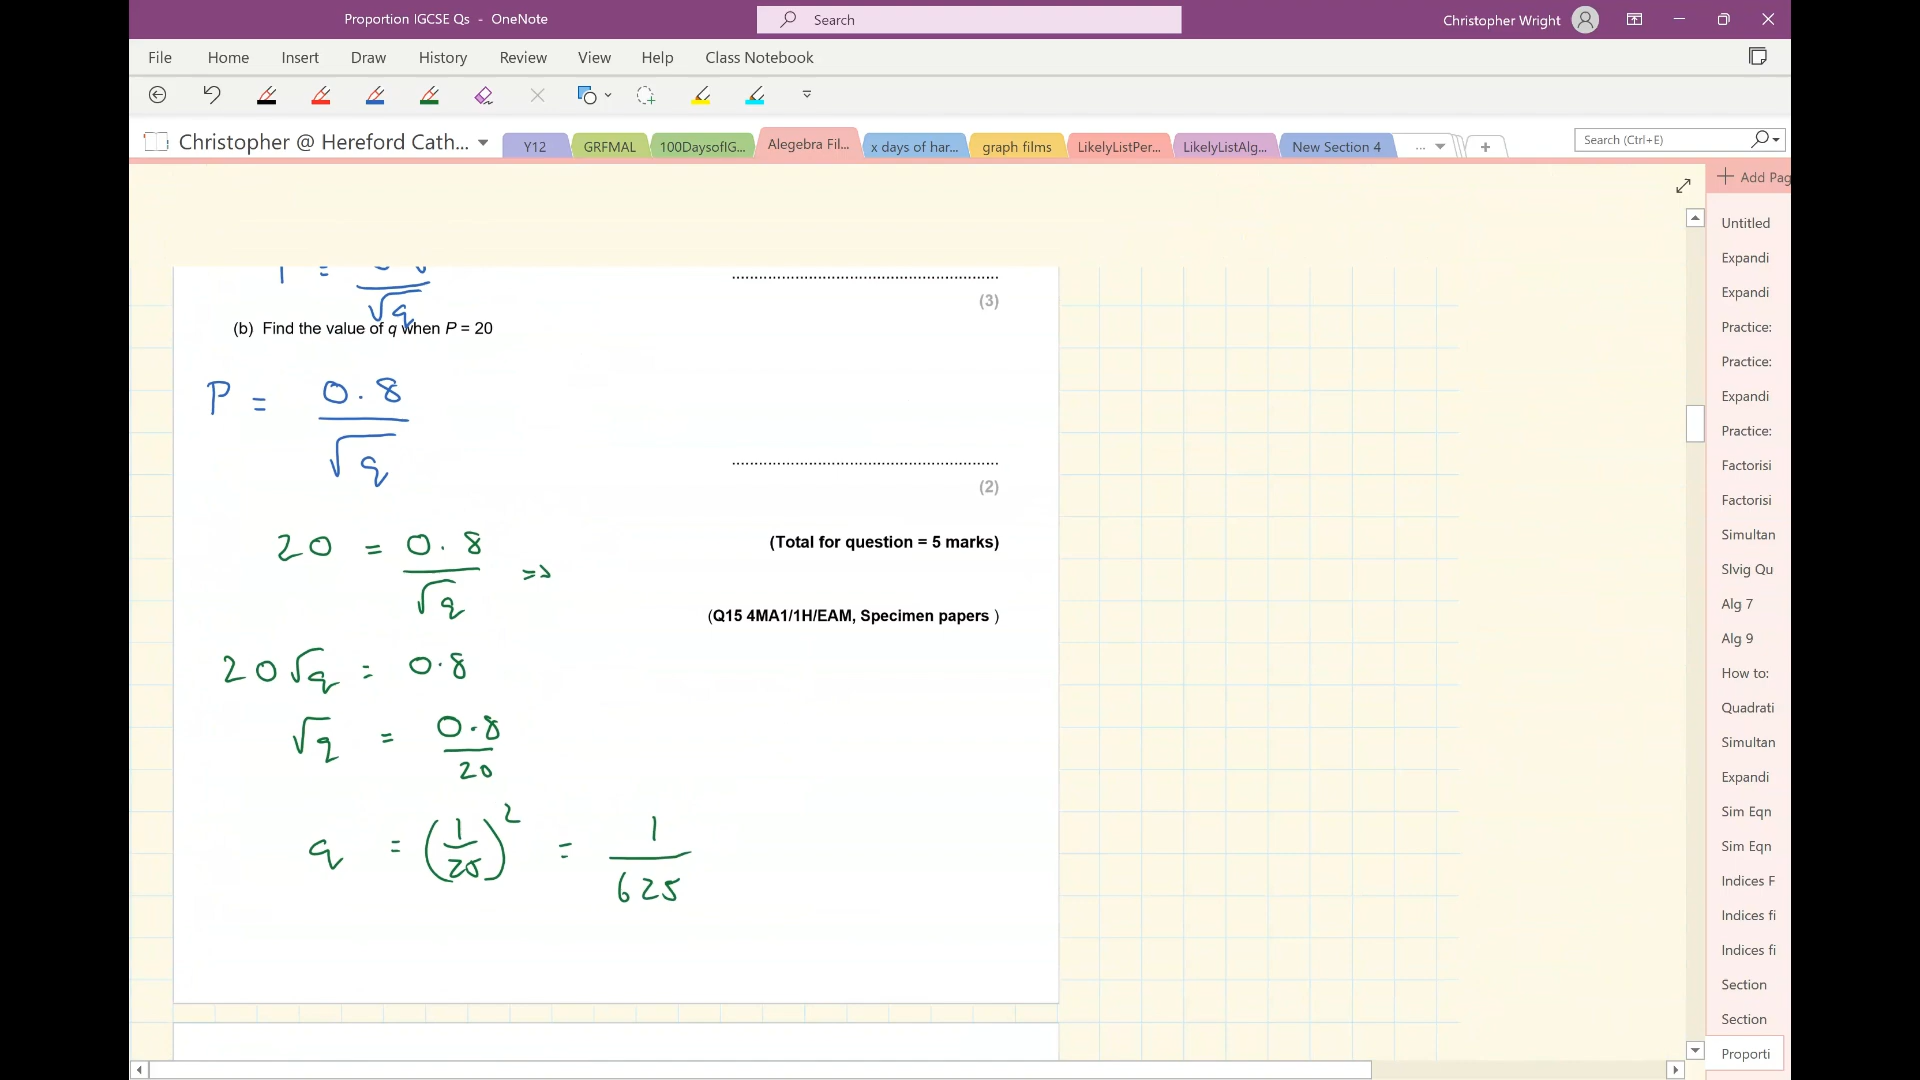 Proportion IGCSE Qs - OneNote
Search
Christopher Wright
File Home Insert Draw History Review View Help Class Notebook
Christopher @ Hereford Cath...
Y12 GRFMAL 100DaysofIG... Alegebra Fil... x days of har... graph films LikelyListPer... LikelyListAlg... New Section 4 ... +
Search (Ctrl+E)
Add Pag
Untitled
Expandi
Expandi
Practice:
Practice:
Expandi
Practice:
Factorisi
Factorisi
Simultan
Slvig Qu
Alg 7
Alg 9
How to:
Quadrati
Simultan
Expandi
Sim Eqn
Sim Eqn
Indices F
Indices fi
Indices fi
Section
Section
Proporti
√q
(3)
(b) Find the value of q when P = 20
P = 0.8 / √q
(2)
(Total for question = 5 marks)
20 = 0.8 / √q =>
(Q15 4MA1/1H/EAM, Specimen papers )
20√q = 0.8
√q = 0.8 / 20
q = (1/25)² = 1/625